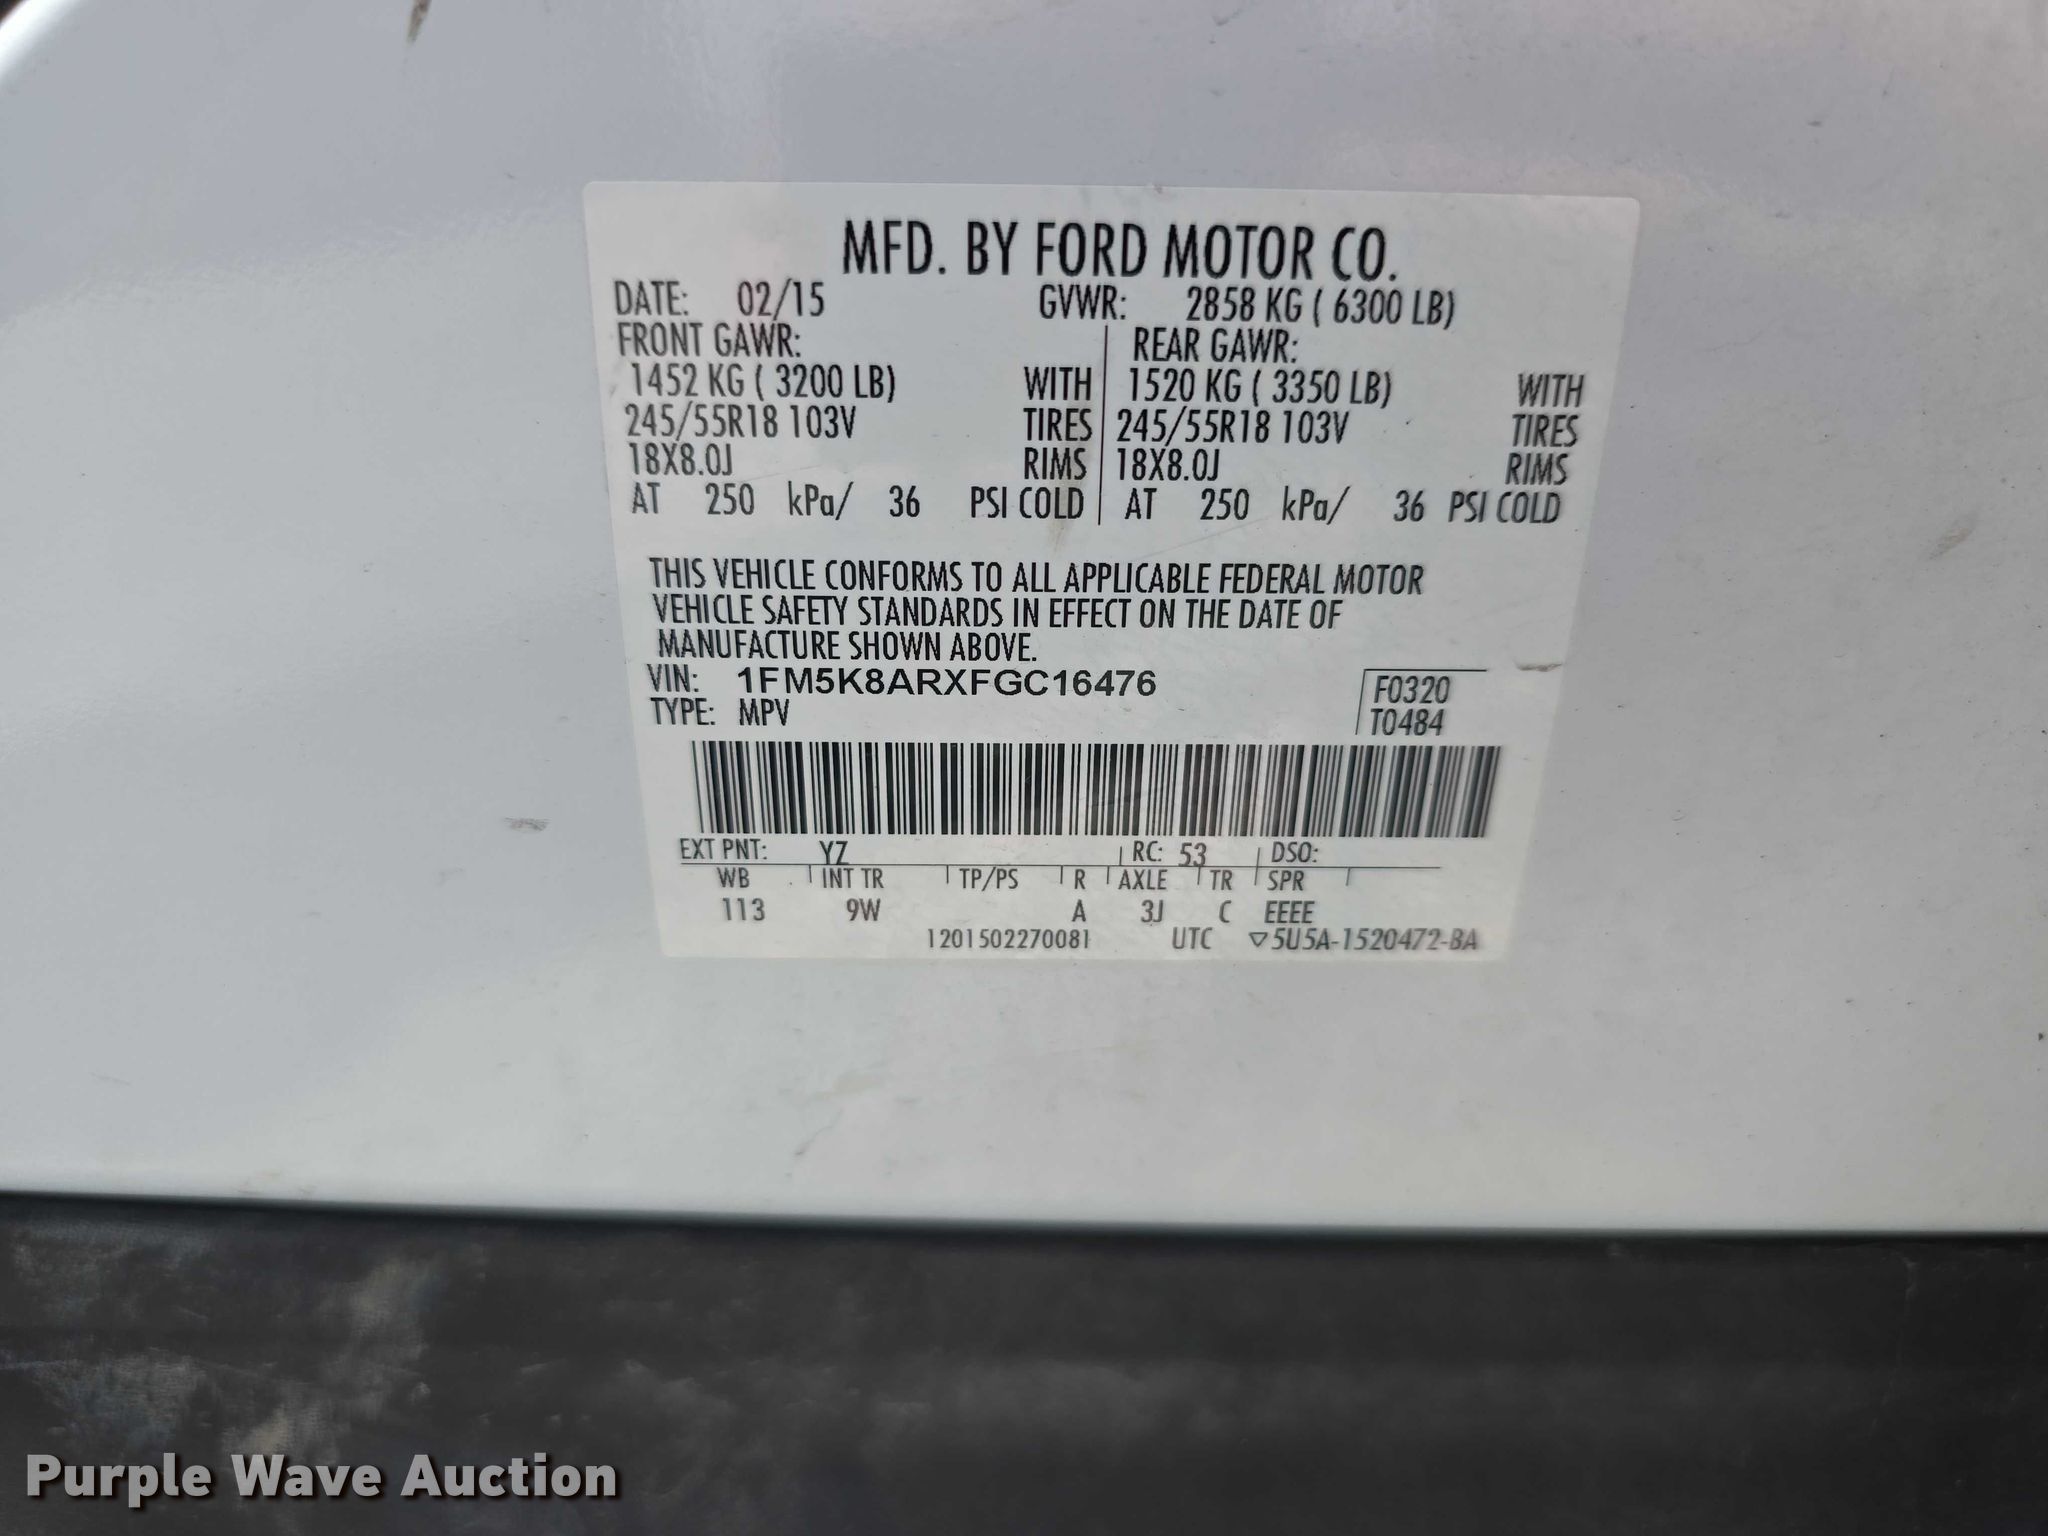 MFD. BY FORD MOTOR CO.
DATE: 02/15 GVWR: 2858 KG ( 6300 LB)
FRONT GAWR: REAR GAWR:
1452 KG ( 3200 LB) WITH 1520 KG ( 3350 LB) WITH
245/55R18 103V TIRES 245/55R18 103V TIRES
18X8.0J RIMS 18X8.0J RIMS
AT 250 kPa/ 36 PSI COLD AT 250 kPa/ 36 PSI COLD
THIS VEHICLE CONFORMS TO ALL APPLICABLE FEDERAL MOTOR
VEHICLE SAFETY STANDARDS IN EFFECT ON THE DATE OF
MANUFACTURE SHOWN ABOVE.
VIN: 1FM5K8ARXFGC16476 F0320
TYPE: MPV T0484
EXT PNT: YZ RC: 53 DSO:
WB INT TR TP/PS R AXLE TR SPR
113 9W A 3J C EEEE
1201502270081 UTC ▽5U5A-1520472-BA
Purple Wave Auction